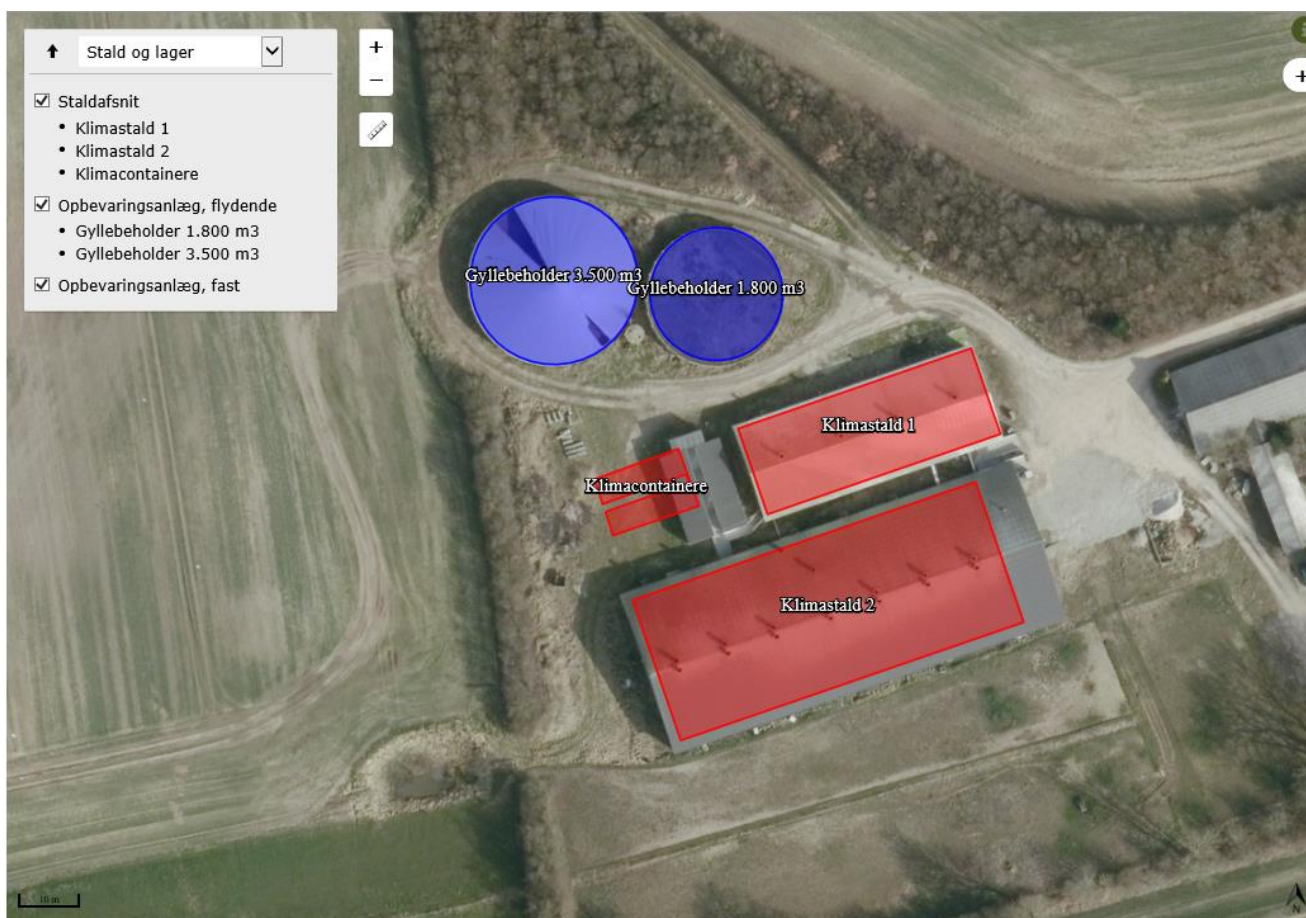 Stald og lager
Staldafsnit
Klimastald 1
Klimastald 2
Klimacontainere
Opbevaringsanlæg, flydende
Gyllebeholder 1.800 m3
Gyllebeholder 3.500 m3
Opbevaringsanlæg, fast
Gyllebeholder 3.500 m3
Gyllebeholder 1.800 m3
Klimastald 1
Klimacontainere
Klimastald 2
10 m
N